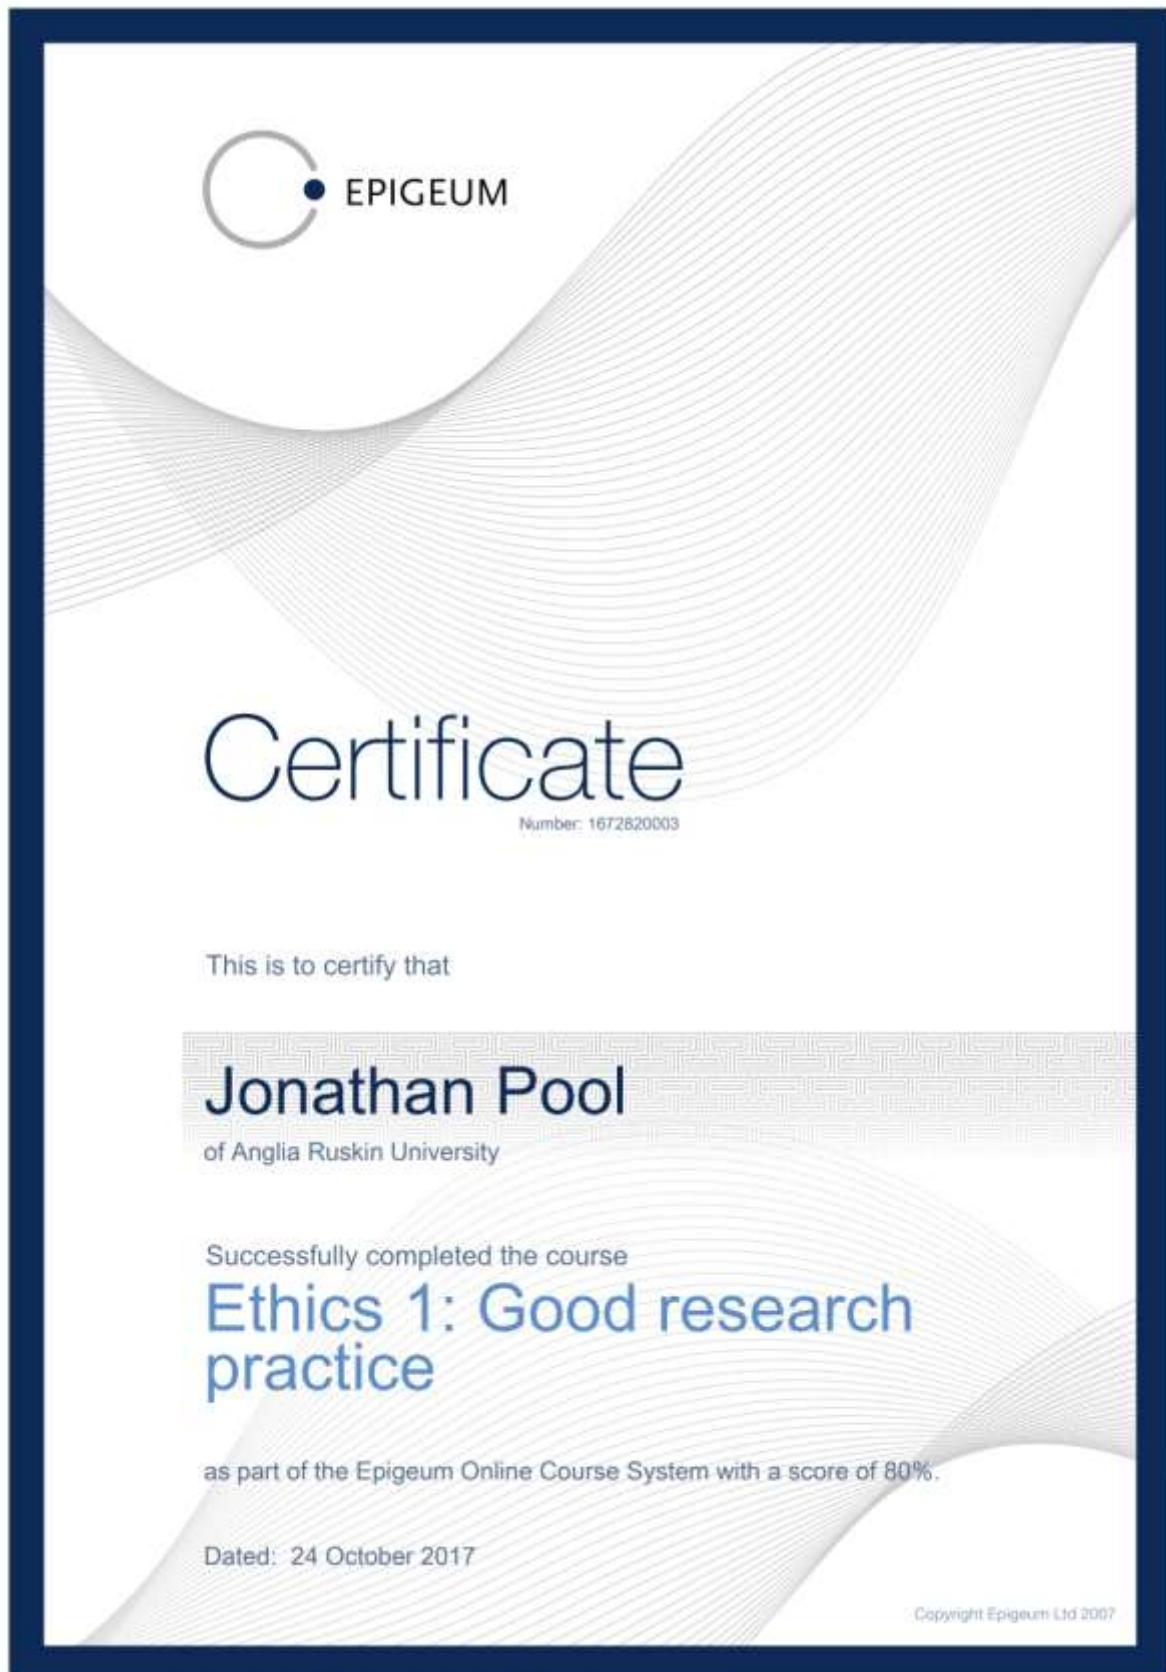 EPIGEUM
Certificate
Number: 1672820003
This is to certify that
Jonathan Pool
of Anglia Ruskin University
Successfully completed the course
Ethics 1: Good research
practice
as part of the Epigeum Online Course System with a score of 80%.
Dated: 24 October 2017
Copyright Epigeum Ltd 2007